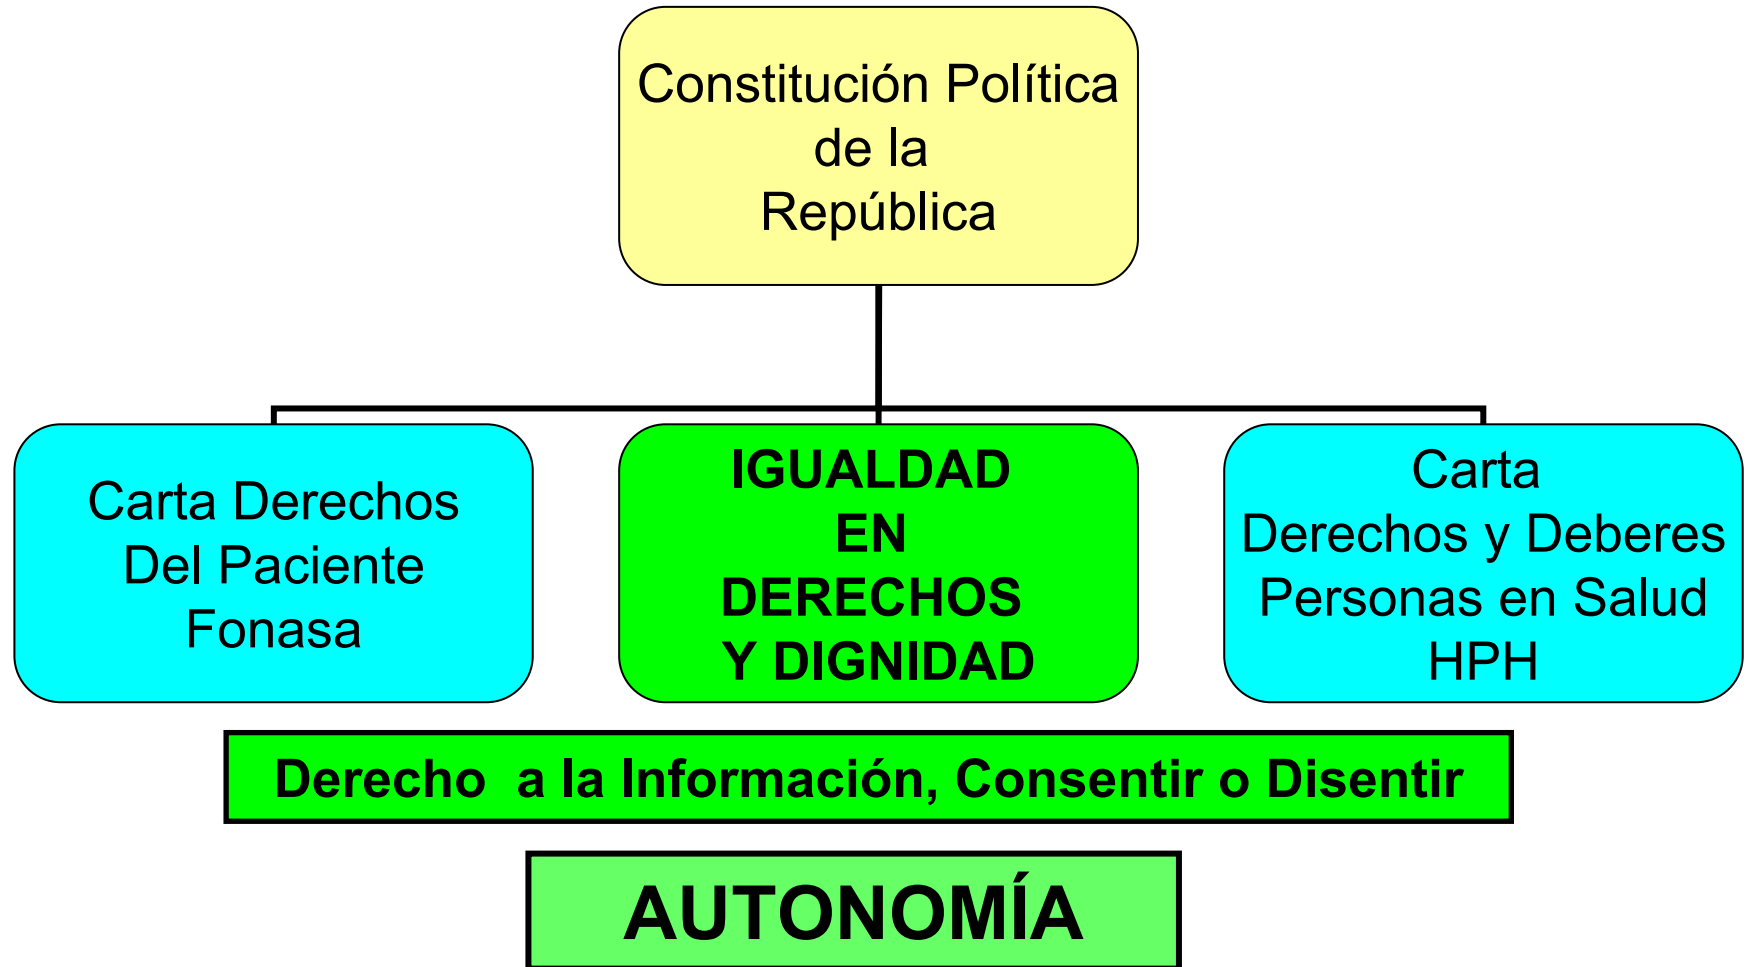 Constitución Política
de la
República
Carta Derechos
Del Paciente
Fonasa
IGUALDAD
EN
DERECHOS
Y DIGNIDAD
Carta
Derechos y Deberes
Personas en Salud
HPH
Derecho  a la Información, Consentir o Disentir
AUTONOMÍA